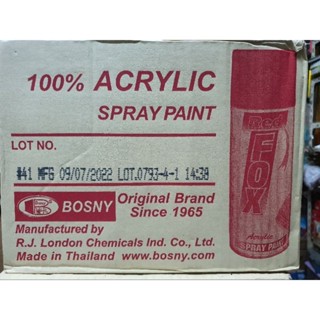 100% ACRYLIC
SPRAY PAINT
LOT NO.
#41 MFG 09/07/2022 LOT.0793-4-1 14:38
BOSNY
Original Brand
Since 1965
Manufactured by
R.J. London Chemicals Ind. Co., Ltd.
Made in Thailand www.bosny.com
Red
FOX
Acrylic
SPRAY PAINT